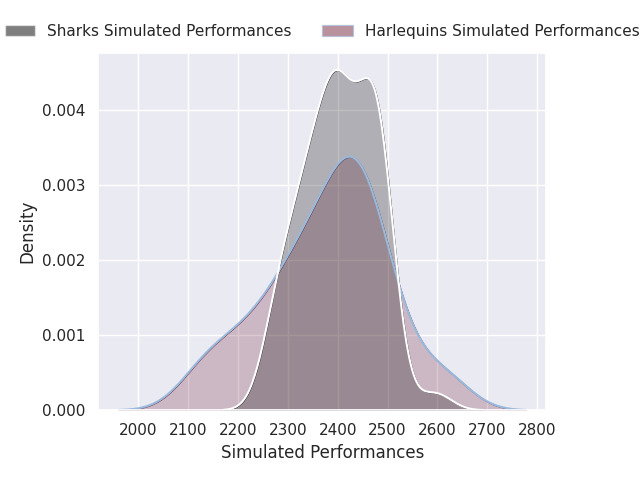 Sharks Simulated Performances
Harlequins Simulated Performances
0.004
0.003
0.002
0.001
0.000
Density
2000 2100 2200 2300 2400 2500 2600 2700 2800
Simulated Performances